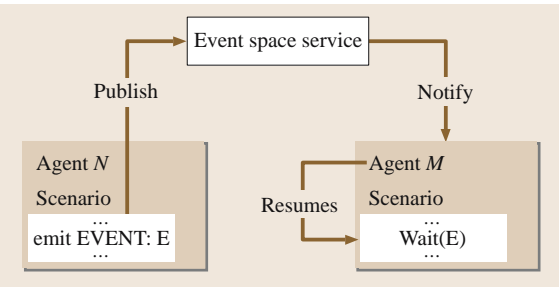 Event space service
Publish
Notify
Agent N
Scenario
...
emit EVENT: E
...
Resumes
Agent M
Scenario
...
Wait(E)
...